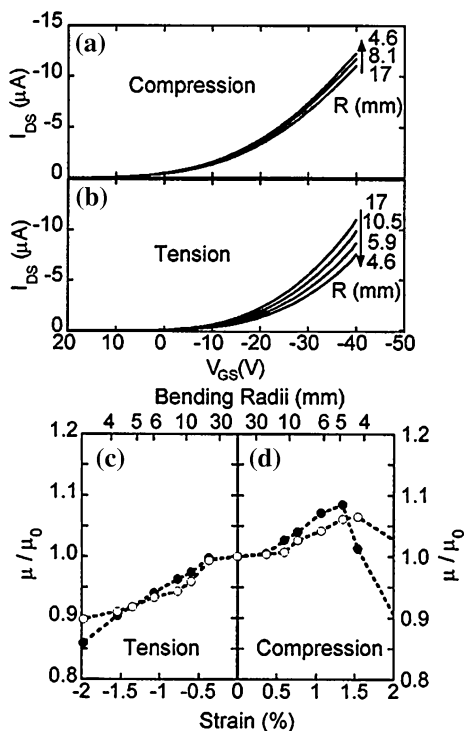 (a)
Compression
-15
-10
-5
0
I_DS (μA)
4.6
8.1
17
R (mm)
(b)
Tension
-10
-5
0
I_DS (μA)
17
10.5
5.9
4.6
R (mm)
20 10 0 -10 -20 -30 -40 -50
V_GS(V)
Bending Radii (mm)
4 5 6 10 30 30 10 6 5 4
(c) (d)
1.2
1.1
1.0
0.9
0.8
μ / μ₀
1.2
1.1
1.0
0.9
0.8
μ / μ₀
Tension Compression
-2 -1.5 -1 -0.5 0 0.5 1 1.5 2
Strain (%)